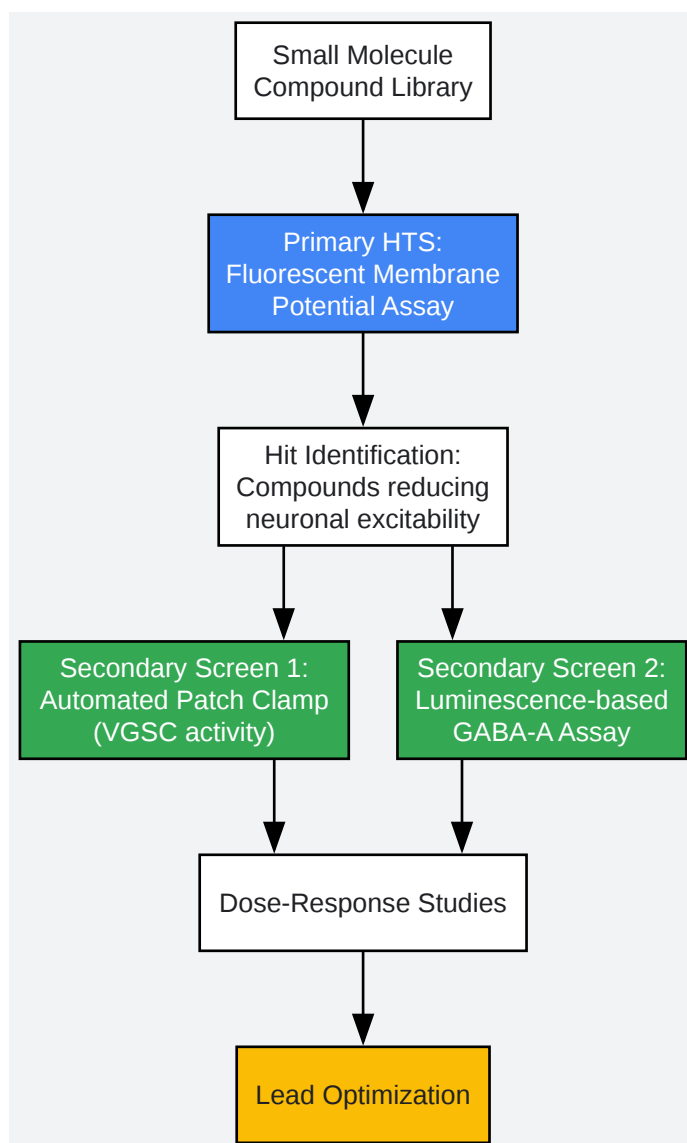 Small Molecule
Compound Library
Primary HTS:
Fluorescent Membrane
Potential Assay
Hit Identification:
Compounds reducing
neuronal excitability
Secondary Screen 1:
Automated Patch Clamp
(VGSC activity)
Secondary Screen 2:
Luminescence-based
GABA-A Assay
Dose-Response Studies
Lead Optimization